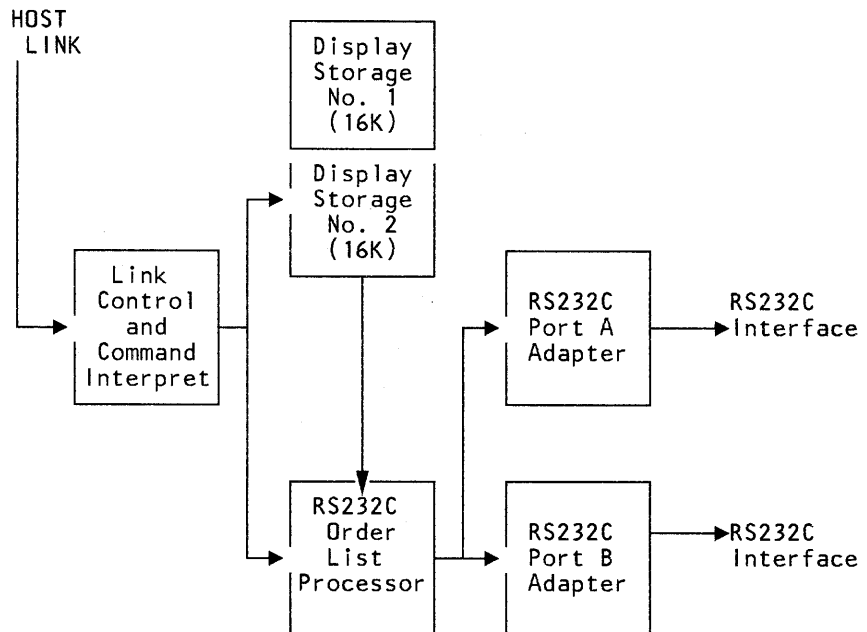 HOST
LINK
Display
Storage
No. 1
(16K)
Display
Storage
No. 2
(16K)
Link
Control
and
Command
Interpret
RS232C
Port A
Adapter
RS232C
Interface
RS232C
Order
List
Processor
RS232C
Port B
Adapter
RS232C
Interface